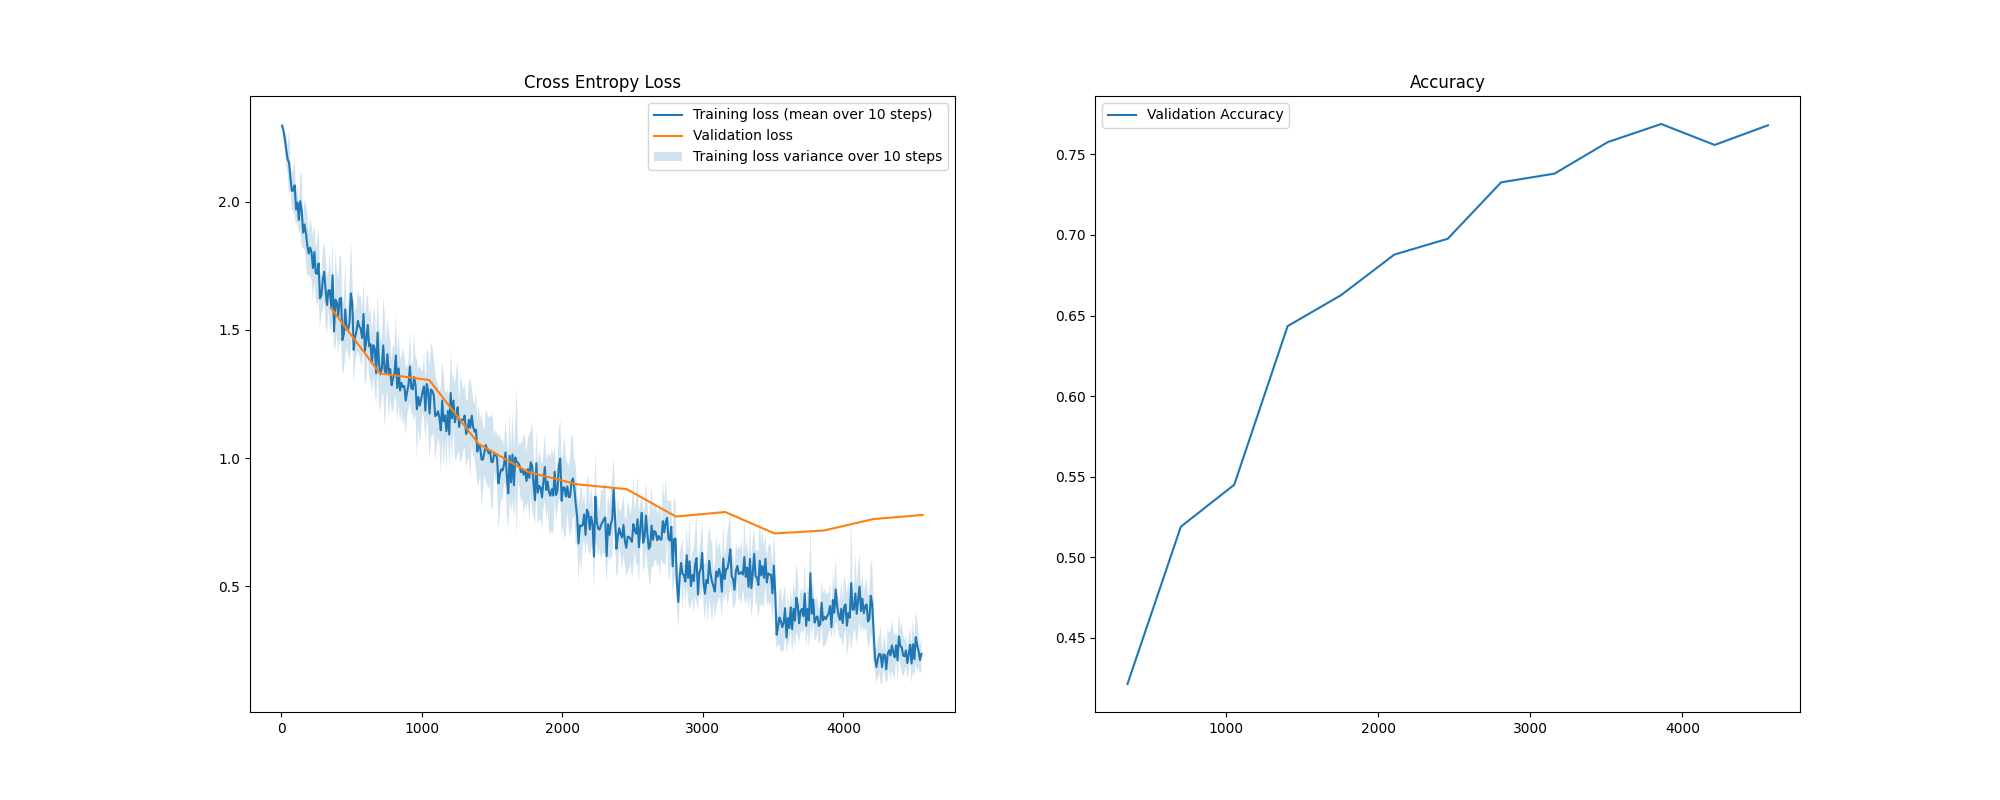 Cross Entropy Loss
Training loss (mean over 10 steps)
Validation loss
Training loss variance over 10 steps
2.0
1.5
1.0
0.5
0 1000 2000 3000 4000
Accuracy
Validation Accuracy
0.75
0.70
0.65
0.60
0.55
0.50
0.45
1000 2000 3000 4000